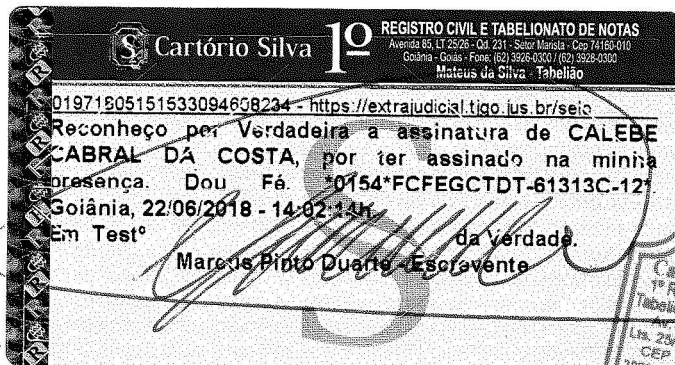 Cartório Silva 1º
REGISTRO CIVIL E TABELIONATO DE NOTAS
Avenida 85, LT 25/26 - Qd. 231 - Setor Marista - Cep 74160-010
Goiânia - Goiás - Fone: (62) 3926-0300 / (62) 3928-0300
Mateus da Silva - Tabelião
01971805151533094608234 - https://extrajudicial.tjgo.jus.br/selo
Reconheço por Verdadeira a assinatura de CALEBE
CABRAL DA COSTA, por ter assinado na minha
presença. Dou Fé. *0154*FCFEGCTDT-61313C-12*
Goiânia, 22/06/2018 - 14:02:14h.
Em Testº da Verdade.
Marcus Pinto Duarte - Escrevente
1º R
CEP